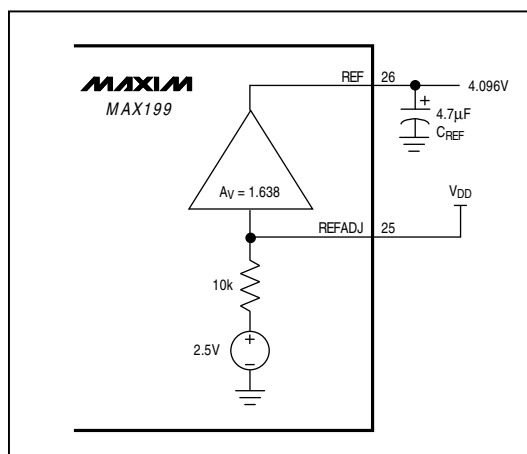 MAXIM
MAX199
REF 26
4.096V
+
4.7µF
CREF
AV = 1.638
VDD
REFADJ 25
10k
+
2.5V
−